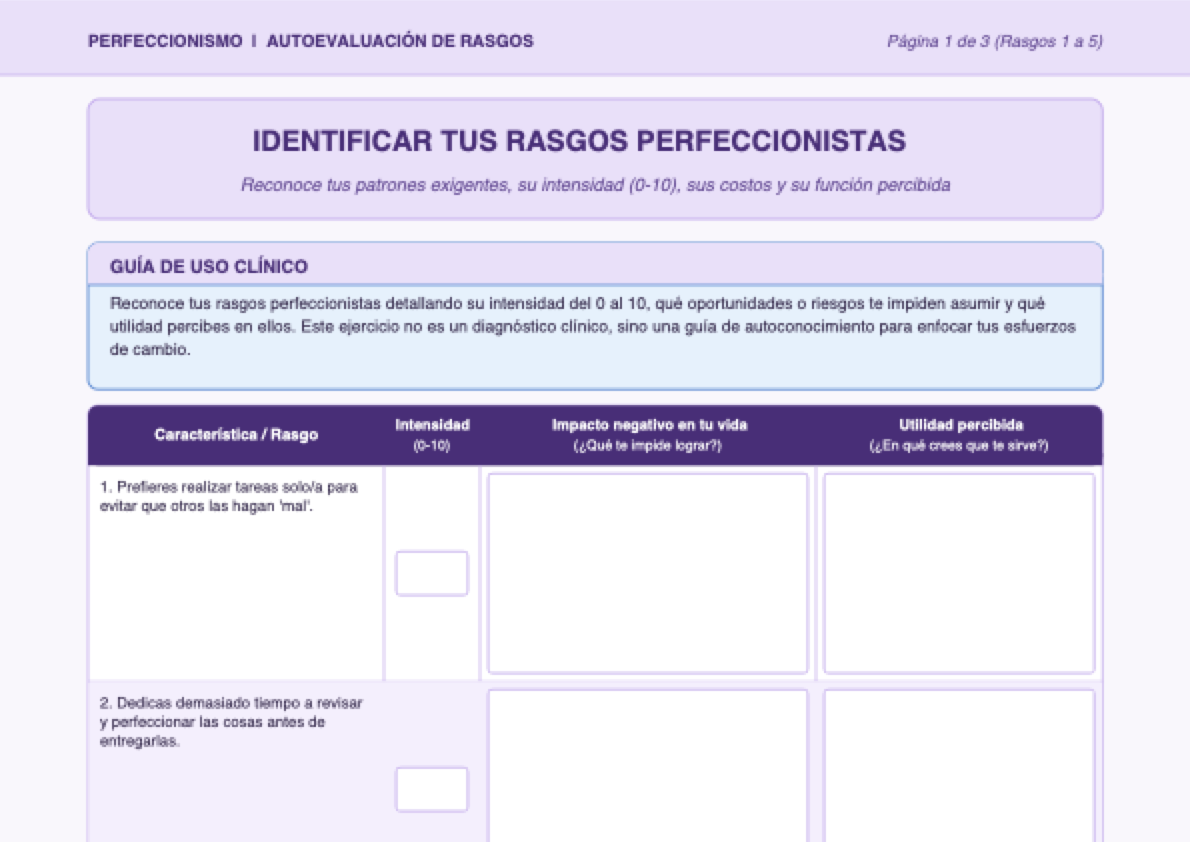 PERFECCIONISMO | AUTOEVALUACIÓN DE RASGOS
Página 1 de 3 (Rasgos 1 a 5)
IDENTIFICAR TUS RASGOS PERFECCIONISTAS
Reconoce tus patrones exigentes, su intensidad (0-10), sus costos y su función percibida
GUÍA DE USO CLÍNICO
Reconoce tus rasgos perfeccionistas detallando su intensidad del 0 al 10, qué oportunidades o riesgos te impiden asumir y qué
utilidad percibes en ellos. Este ejercicio no es un diagnóstico clínico, sino una guía de autoconocimiento para enfocar tus esfuerzos
de cambio.
Característica / Rasgo
Intensidad
(0-10)
Impacto negativo en tu vida
(¿Qué te impide lograr?)
Utilidad percibida
(¿En qué crees que te sirve?)
1. Prefieres realizar tareas solo/a para
evitar que otros las hagan 'mal'.
2. Dedicas demasiado tiempo a revisar
y perfeccionar las cosas antes de
entregarlas.